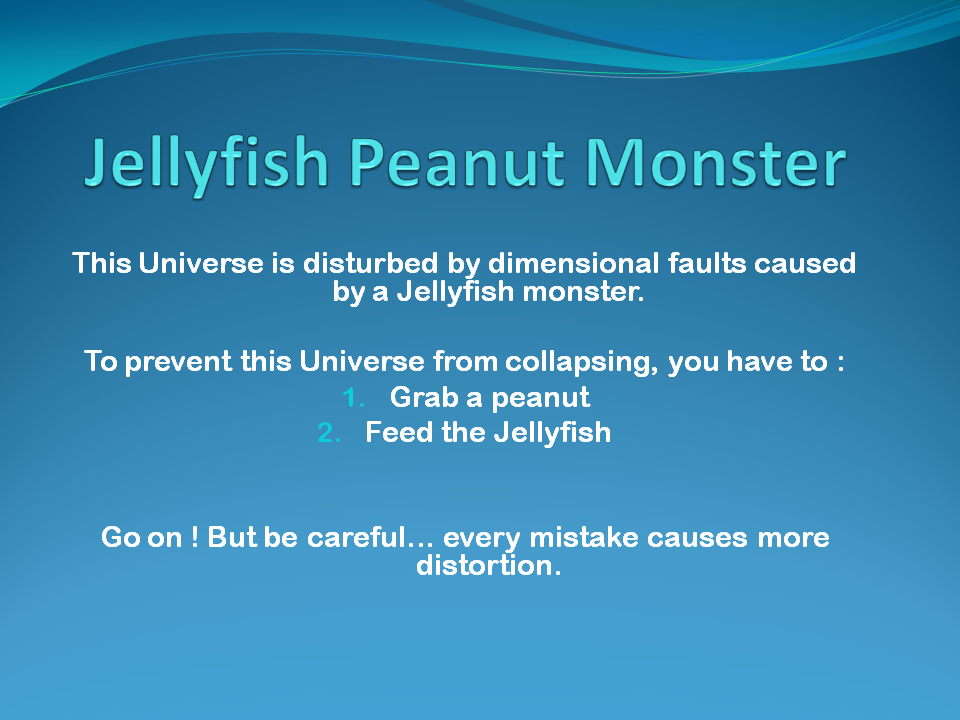 Jellyfish Peanut Monster
This Universe is disturbed by dimensional faults caused
by a Jellyfish monster.
To prevent this Universe from collapsing, you have to :
1. Grab a peanut
2. Feed the Jellyfish
Go on ! But be careful... every mistake causes more
distortion.